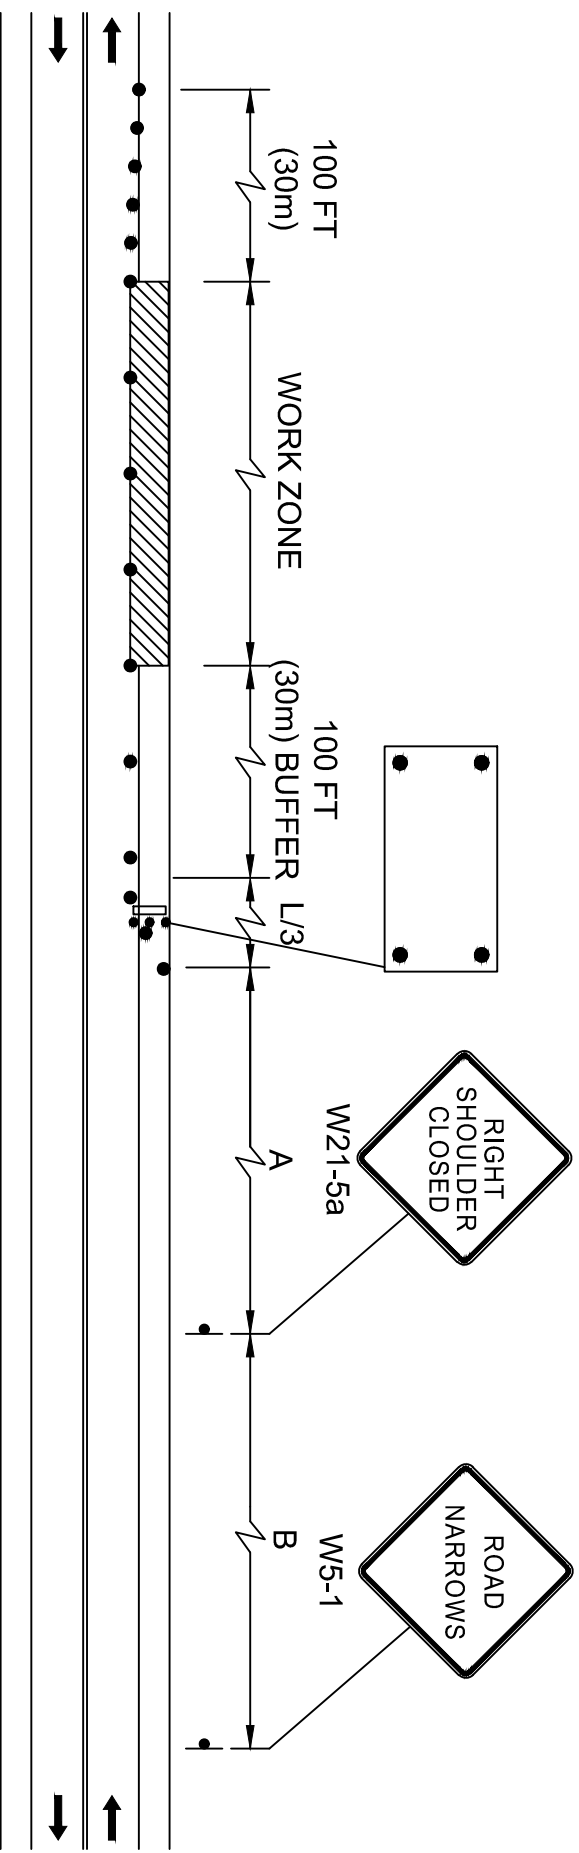 100 FT
(30m)
WORK ZONE
100 FT
(30m) BUFFER
L/3
A
B
RIGHT
SHOULDER
CLOSED
W21-5a
ROAD
NARROWS
W5-1